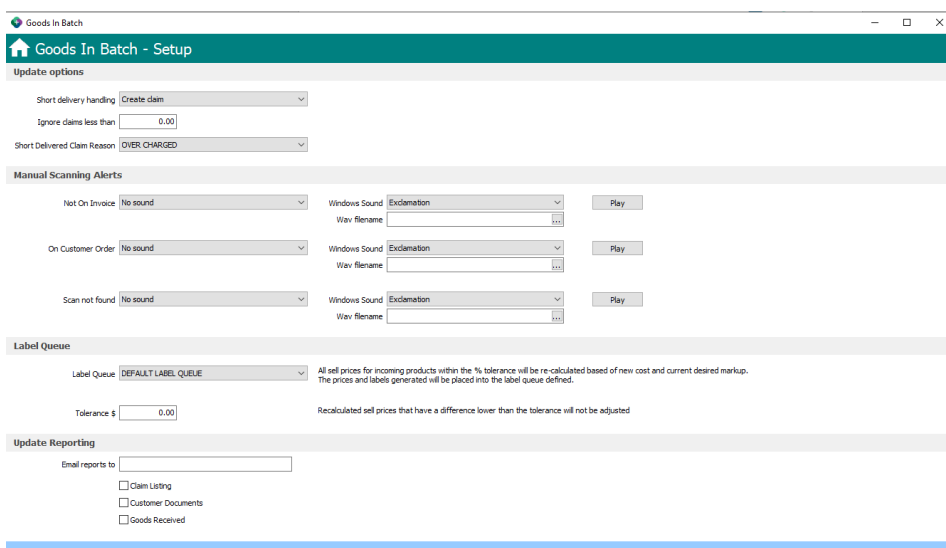 Goods In Batch
Goods In Batch - Setup
Update options
Short delivery handling Create claim
Ignore claims less than 0.00
Short Delivered Claim Reason OVER CHARGED
Manual Scanning Alerts
Not On Invoice No sound Windows Sound Exclamation Play
Wav filename ...
On Customer Order No sound Windows Sound Exclamation Play
Wav filename ...
Scan not found No sound Windows Sound Exclamation Play
Wav filename ...
Label Queue
Label Queue DEFAULT LABEL QUEUE All sell prices for incoming products within the % tolerance will be re-calculated based of new cost and current desired markup.
The prices and labels generated will be placed into the label queue defined.
Tolerance $ 0.00 Recalculated sell prices that have a difference lower than the tolerance will not be adjusted
Update Reporting
Email reports to
Claim Listing
Customer Documents
Goods Received